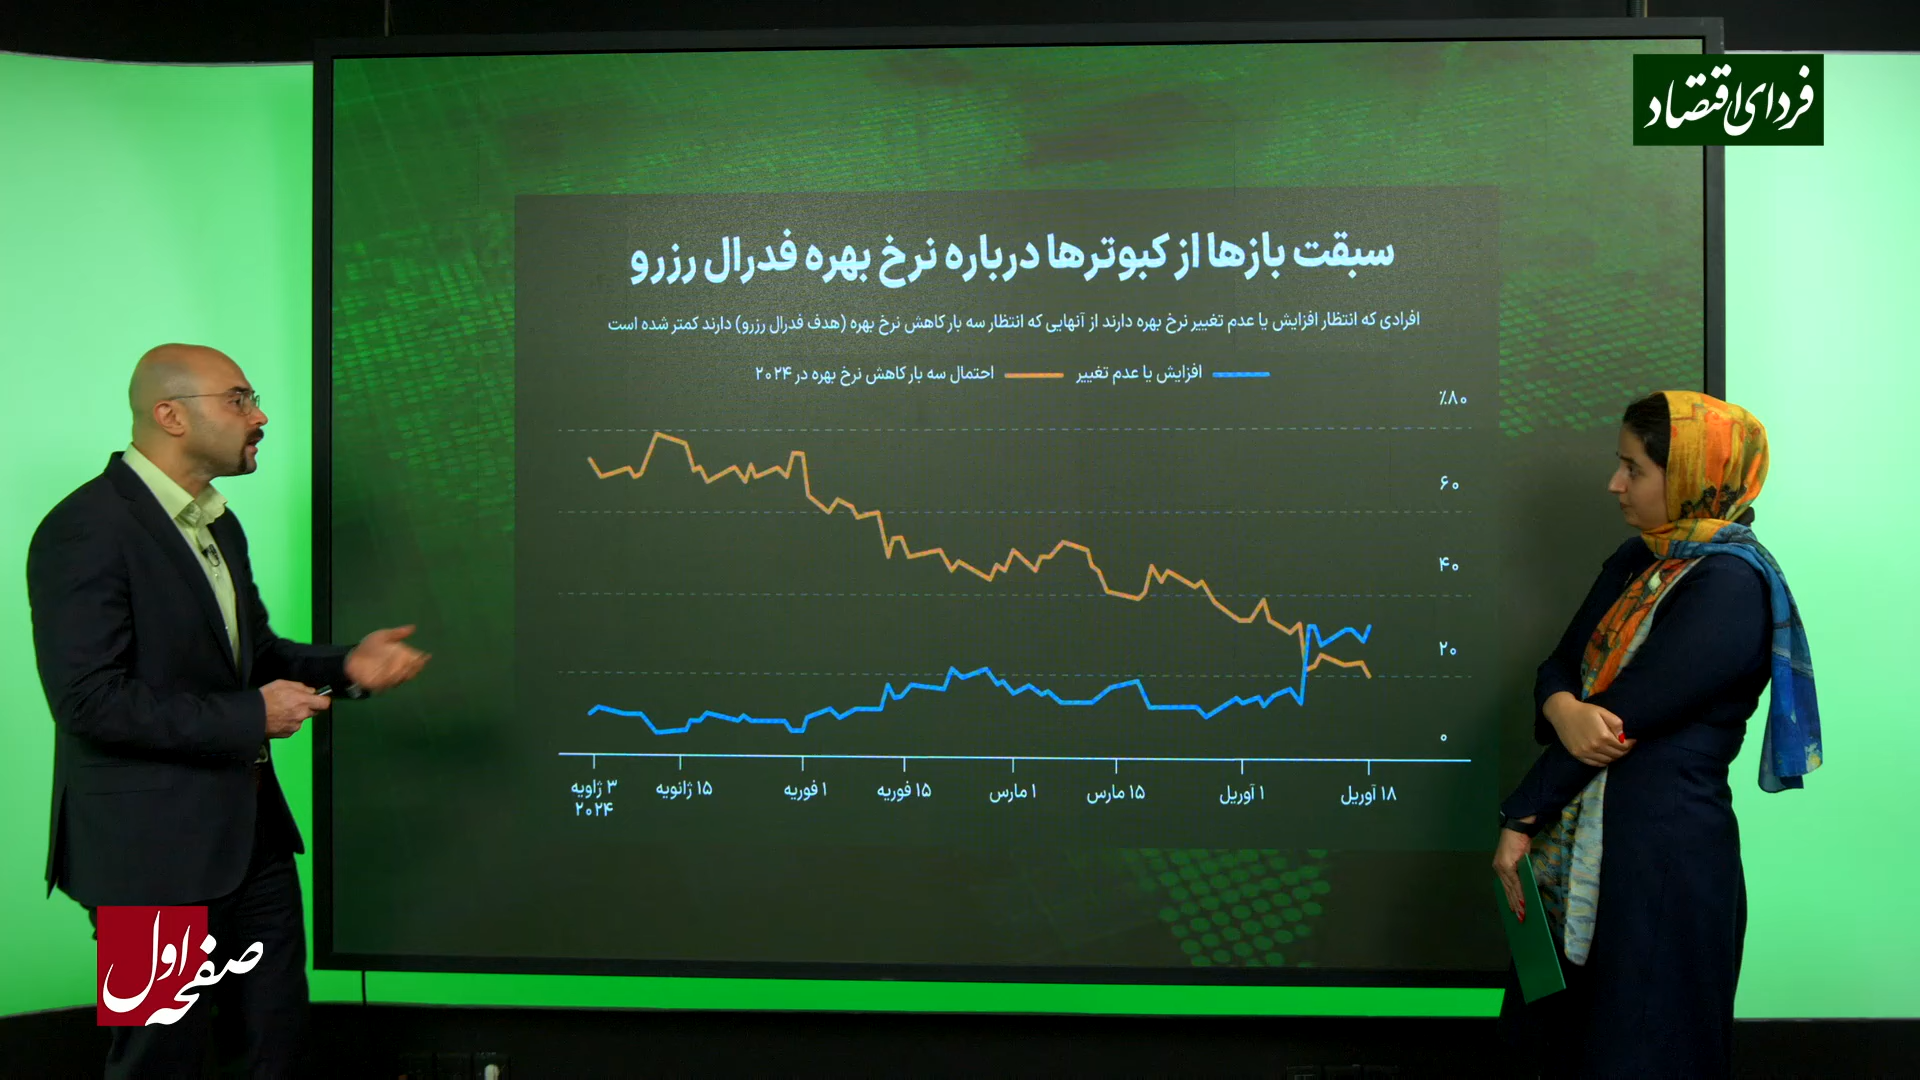 فردای اقتصاد
سبقت بازها از کبوترها درباره نرخ بهره فدرال رزرو
افرادی که انتظار افزایش یا عدم تغییر نرخ بهره دارند از آنهایی که انتظار سه بار کاهش نرخ بهره (هدف فدرال رزرو) دارند کمتر شده است
افزایش یا عدم تغییر احتمال سه بار کاهش نرخ بهره در ۲۰۲۴
٪۸۰
۶۰
۴۰
۲۰
۰
۳ ژاویه ۱۵ ژانویه ۱ فوریه ۱۵ فوریه ۱ مارس ۱۵ مارس ۱ آوریل ۱۸ آوریل
۲۰۲۴
صفحه اول